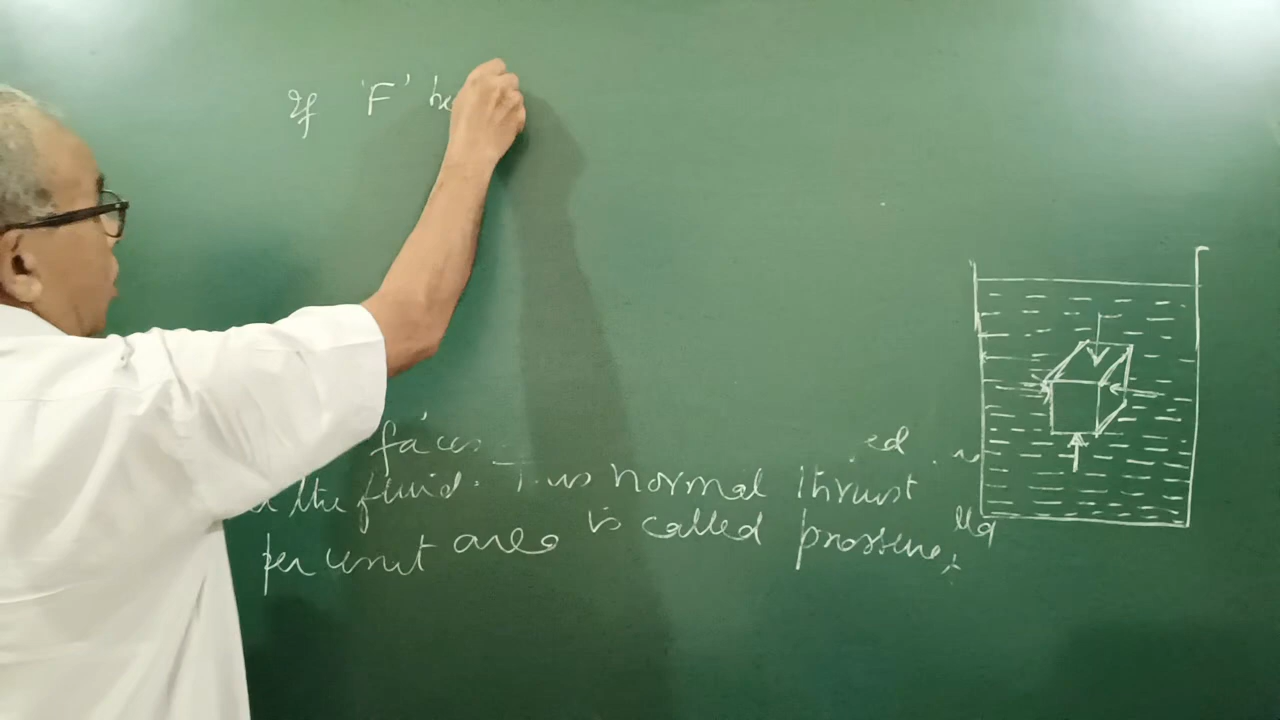 If 'F' be
faces
the fluid. This normal thrust
per unit area is called pressure